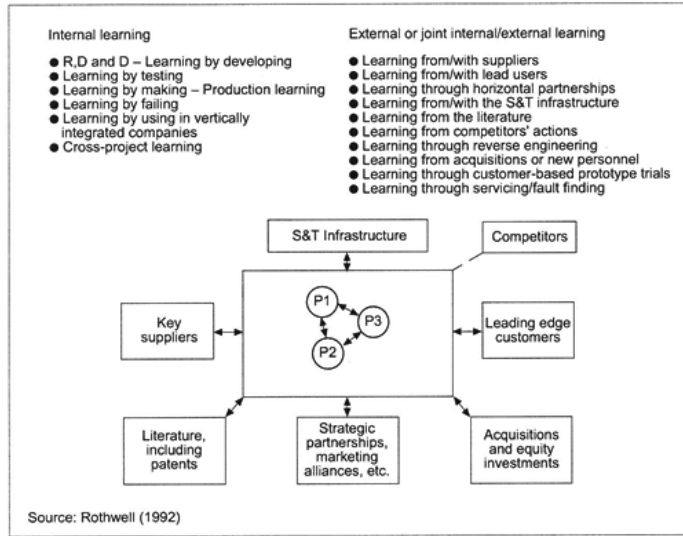 Internal learning
● R,D and D – Learning by developing
● Learning by testing
● Learning by making – Production learning
● Learning by failing
● Learning by using in vertically
integrated companies
● Cross-project learning
External or joint internal/external learning
● Learning from/with suppliers
● Learning from/with lead users
● Learning through horizontal partnerships
● Learning from/with the S&T infrastructure
● Learning from the literature
● Learning from competitors' actions
● Learning through reverse engineering
● Learning from acquisitions or new personnel
● Learning through customer-based prototype trials
● Learning through servicing/fault finding
S&T Infrastructure
Competitors
P1
P3
P2
Key
suppliers
Leading edge
customers
Literature,
including
patents
Strategic
partnerships,
marketing
alliances, etc.
Acquisitions
and equity
investments
Source: Rothwell (1992)